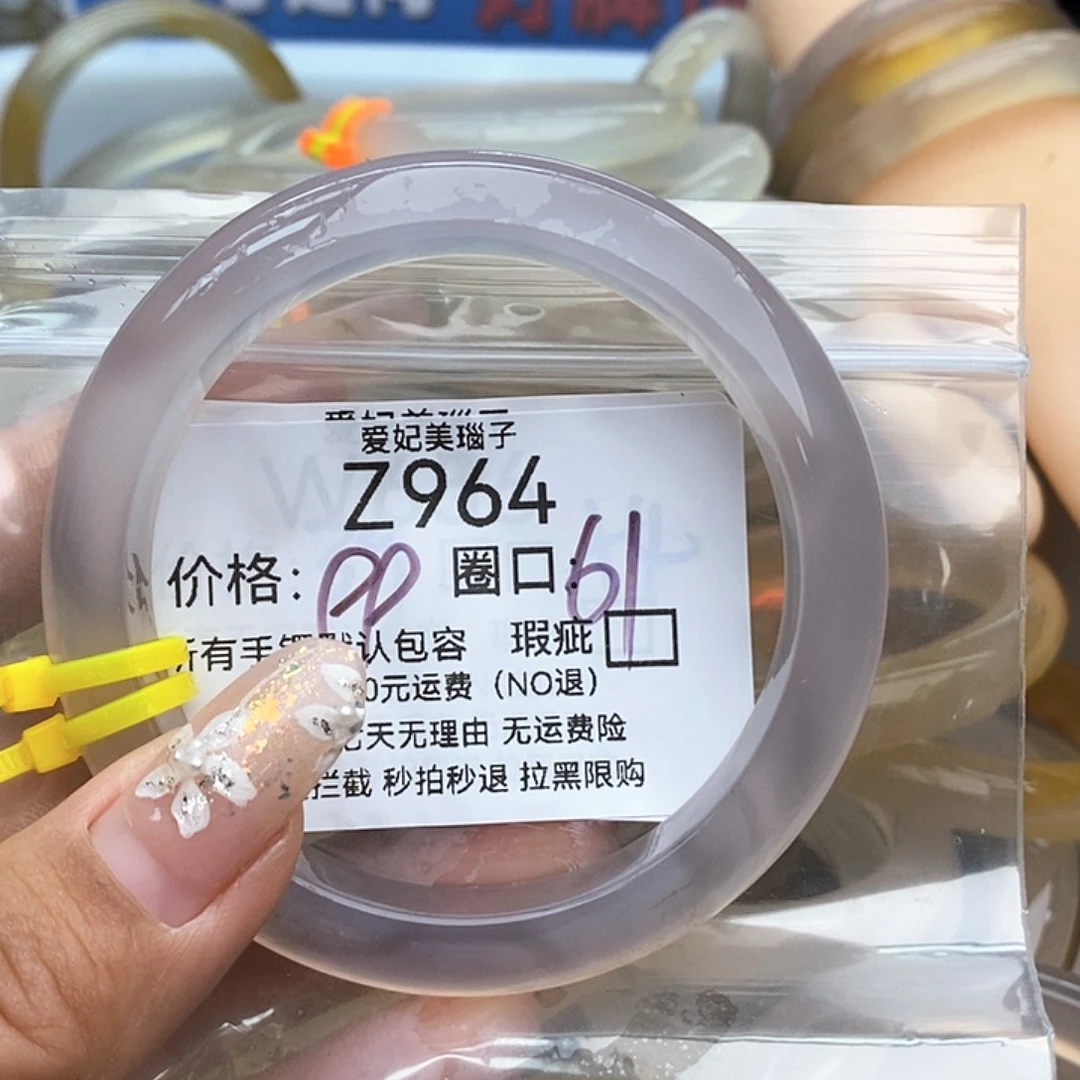 爱妃美瑙子
Z964
价格: 圈口:61
所有手镯默认包容 瑕疵
0元运费（NO退）
七天无理由 无运费险
拦截 秒拍秒退 拉黑限购